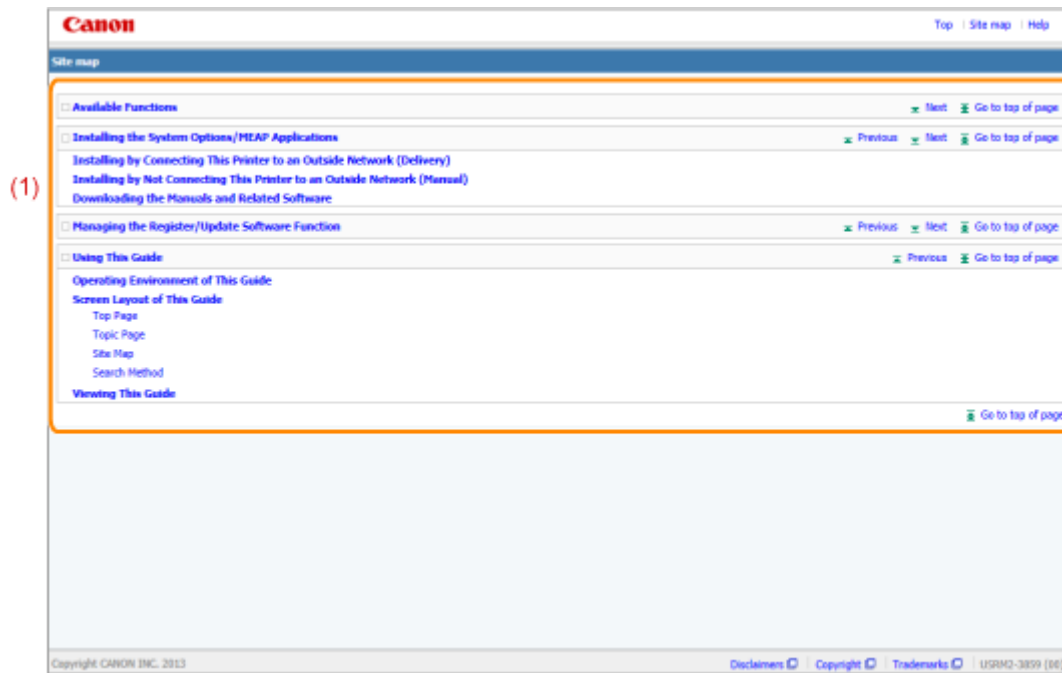 Canon
Top Site map Help
Site map
Available Functions Next Go to top of page
Installing the System Options/MEAP Applications Previous Next Go to top of page
Installing by Connecting This Printer to an Outside Network (Delivery)
(1)
Installing by Not Connecting This Printer to an Outside Network (Manual)
Downloading the Manuals and Related Software
Managing the Register/Update Software Function Previous Next Go to top of page
Using This Guide Previous Go to top of page
Operating Environment of This Guide
Screen Layout of This Guide
Top Page
Topic Page
Site Map
Search Method
Viewing This Guide
Go to top of page
Copyright CANON INC. 2013 Disclaimers Copyright Trademarks USRM2-3859 (00)